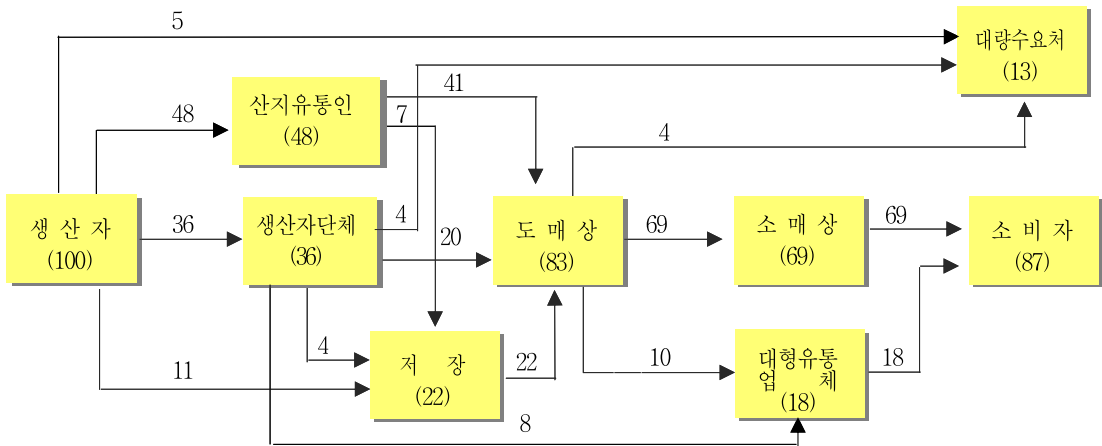 5
대량수요처
(13)
41
산지유통인
(48)
7
48
4
생 산 자
(100)
36
생산자단체
(36)
4
20
도 매 상
(83)
69
소 매 상
(69)
69
소 비 자
(87)
11
4
저 장
(22)
22
10
대형유통
업 체
(18)
18
8